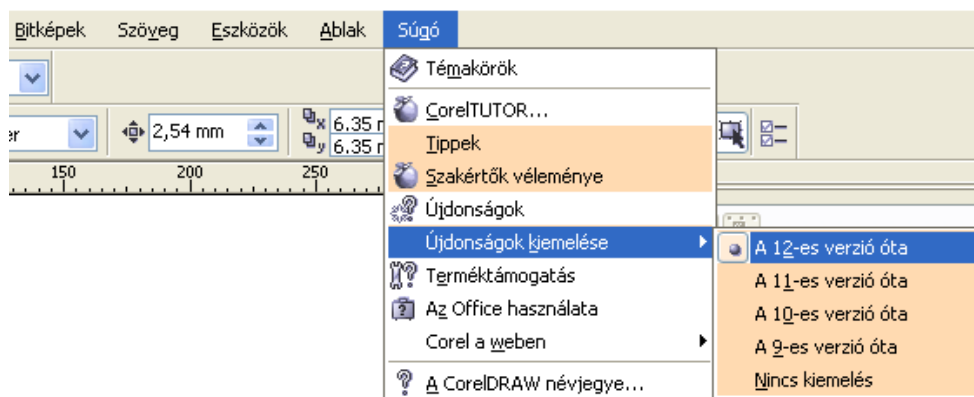 Bitképek Szöveg Eszközök Ablak Súgó
Témakörök
CorelTUTOR...
2,54 mm
x 6.35
y 6.35
Tippek
Szakértők véleménye
150 200 250
Újdonságok
Újdonságok kiemelése
A 12-es verzió óta
Terméktámogatás
A 11-es verzió óta
Az Office használata
A 10-es verzió óta
Corel a weben
A 9-es verzió óta
A CorelDRAW névjegye...
Nincs kiemelés